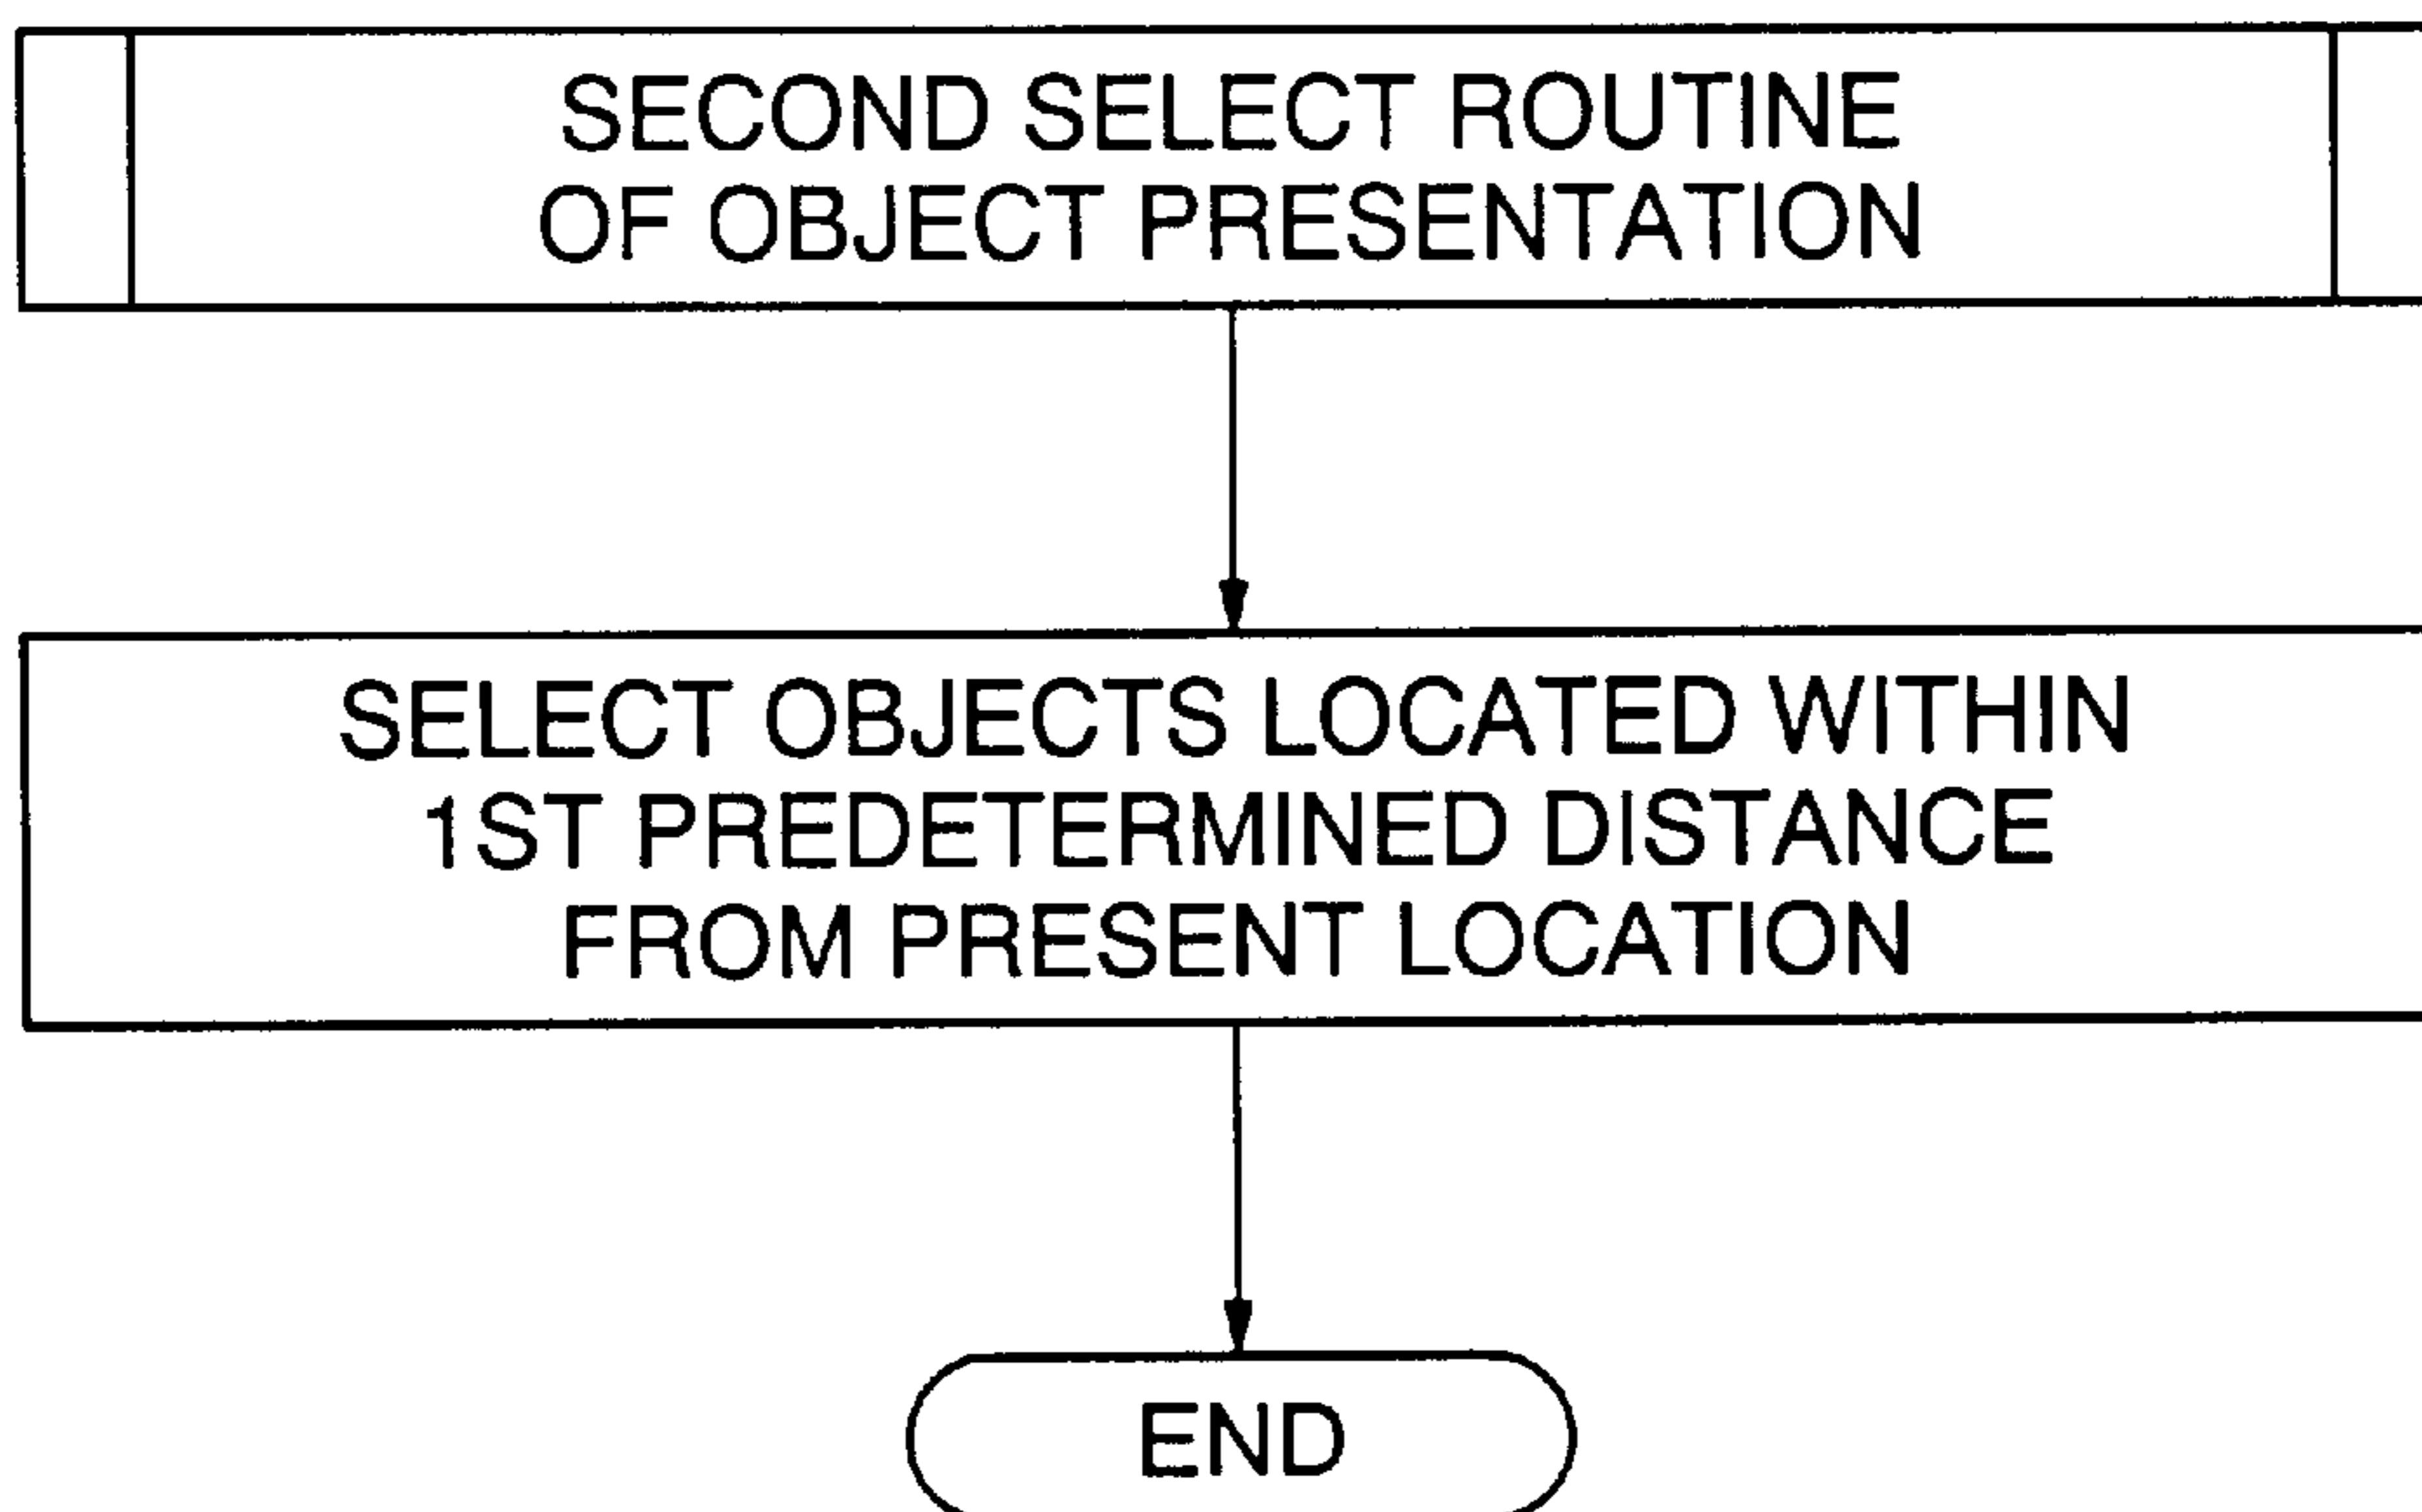 SECOND SELECT ROUTINE
OF OBJECT PRESENTATION
SELECT OBJECTS LOCATED WITHIN
1ST PREDETERMINED DISTANCE
FROM PRESENT LOCATION
END